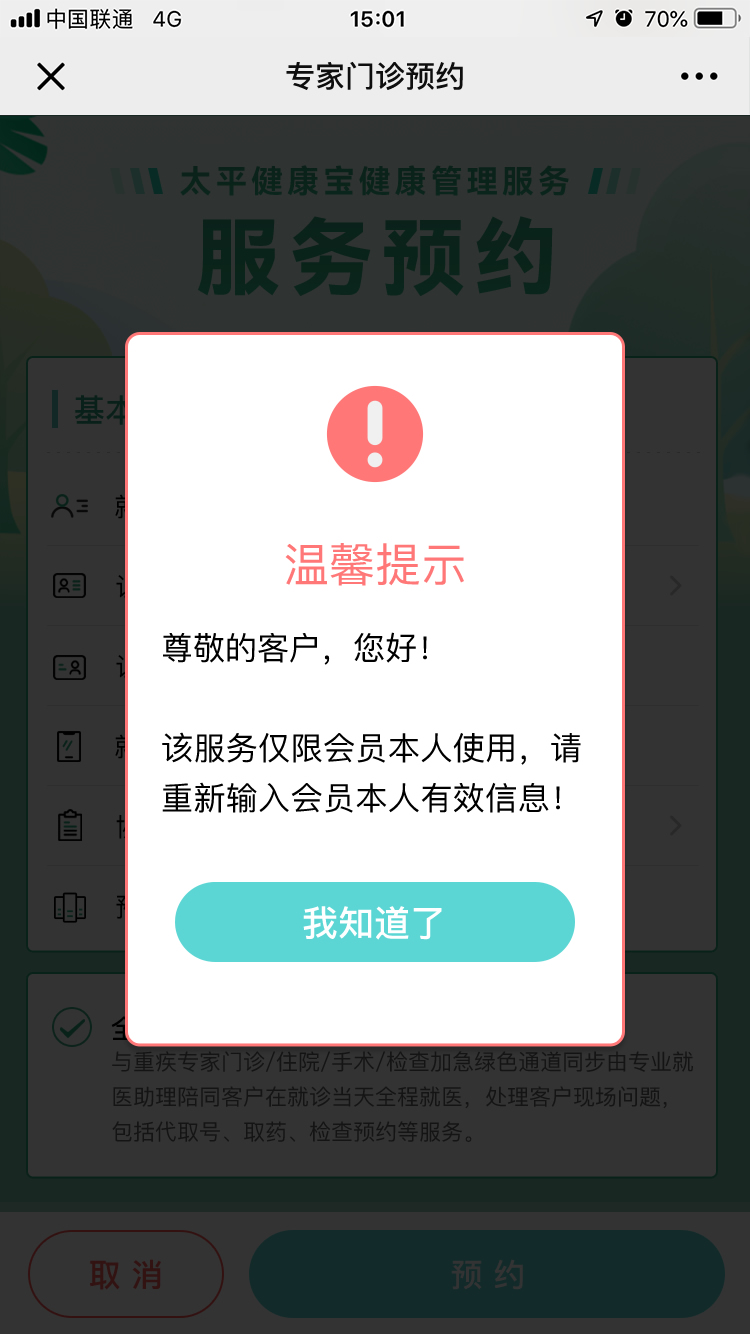 中国联通 4G 15:01 70%
专家门诊预约
太平健康宝健康管理服务
服务预约
基本
温馨提示
尊敬的客户，您好！
该服务仅限会员本人使用，请
重新输入会员本人有效信息！
我知道了
与重疾专家门诊/住院/手术/检查加急绿色通道同步由专业就
医助理陪同客户在就诊当天全程就医，处理客户现场问题，
包括代取号、取药、检查预约等服务。
取消
预约